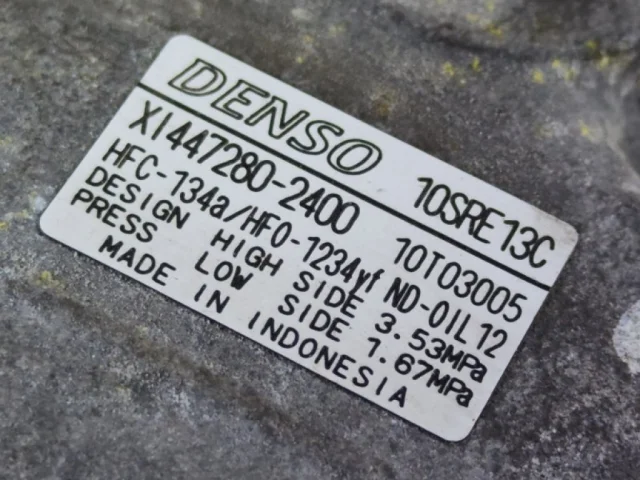 DENSO 10SRE13C
XI447280-2400 10T03005
HFC-134a/HFO-1234yf ND-OIL12
DESIGN HIGH SIDE 3.53MPa
PRESS LOW SIDE 1.67MPa
MADE IN INDONESIA